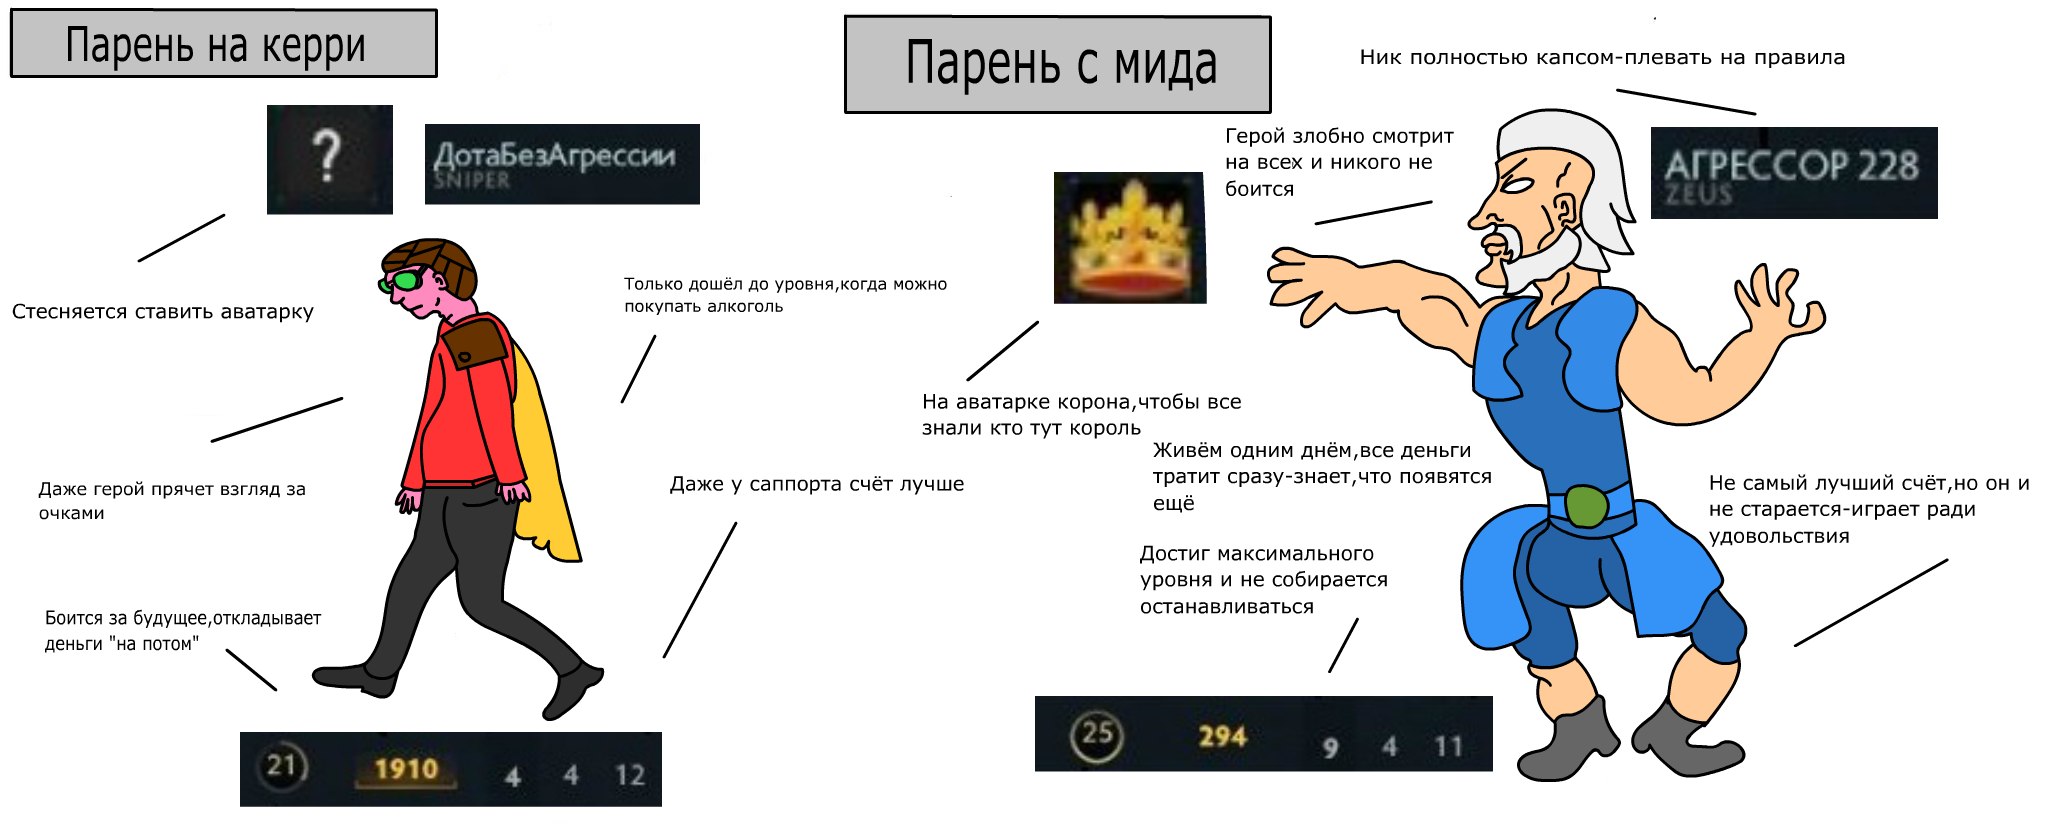 Парень на керри
?
ДотаБезАгрессии
SNIPER
Стесняется ставить аватарку
Только дошёл до уровня,когда можно
покупать алкоголь
Даже герой прячет взгляд за
очками
Даже у саппорта счёт лучше
Боится за будущее,откладывает
деньги "на потом"
21 1910 4 4 12
Парень с мида
Ник полностью капсом-плевать на правила
Герой злобно смотрит
на всех и никого не
боится
АГРЕССОР 228
ZEUS
На аватарке корона,чтобы все
знали кто тут король
Живём одним днём,все деньги
тратит сразу-знает,что появятся
ещё
Не самый лучший счёт,но он и
не старается-играет ради
удовольствия
Достиг максимального
уровня и не собирается
останавливаться
25 294 9 4 11